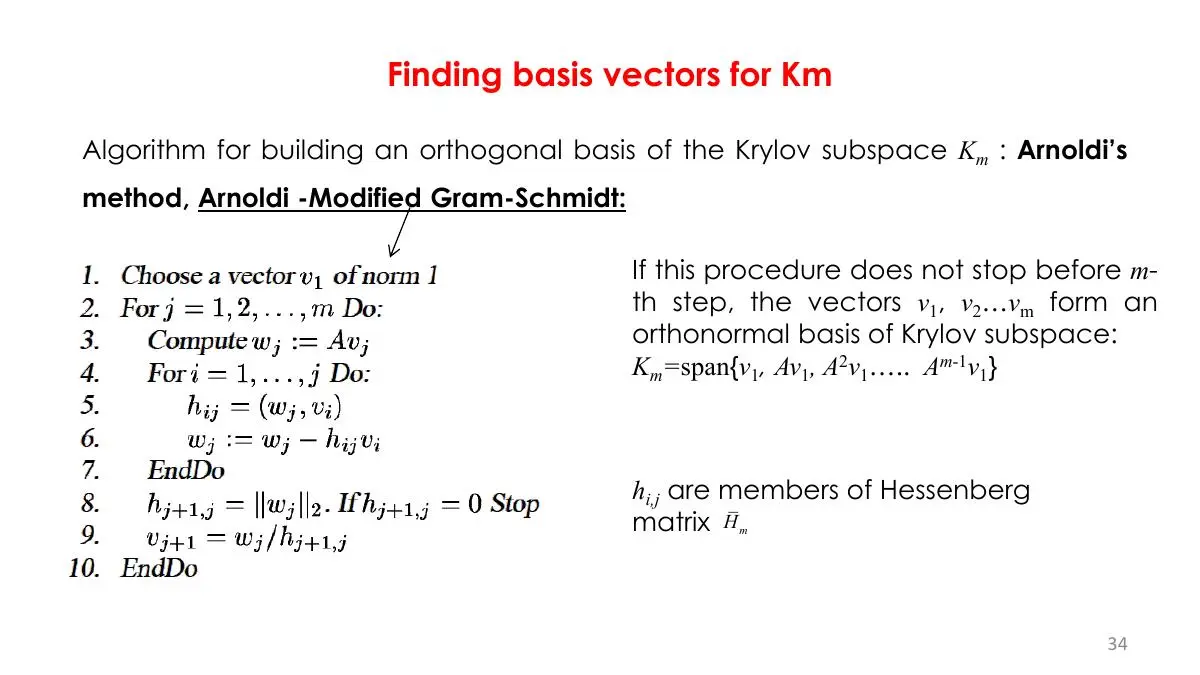 Finding basis vectors for Km
Algorithm for building an orthogonal basis of the Krylov subspace Kₘ : Arnoldi's
method, Arnoldi -Modified Gram-Schmidt:
1. Choose a vector v₁ of norm 1
2. For j = 1, 2, . . . , m Do:
3. Compute wⱼ := Avⱼ
4. For i = 1, . . . , j Do:
5. hᵢⱼ = (wⱼ, vᵢ)
6. wⱼ := wⱼ − hᵢⱼvᵢ
7. EndDo
8. hⱼ₊₁,ⱼ = ||wⱼ||₂. If hⱼ₊₁,ⱼ = 0 Stop
9. vⱼ₊₁ = wⱼ/hⱼ₊₁,ⱼ
10. EndDo
If this procedure does not stop before m-
th step, the vectors v₁, v₂…vₘ form an
orthonormal basis of Krylov subspace:
Kₘ=span{v₁, Av₁, A²v₁….. Aᵐ⁻¹v₁}
hᵢ,ⱼ are members of Hessenberg
matrix H̄ₘ
34